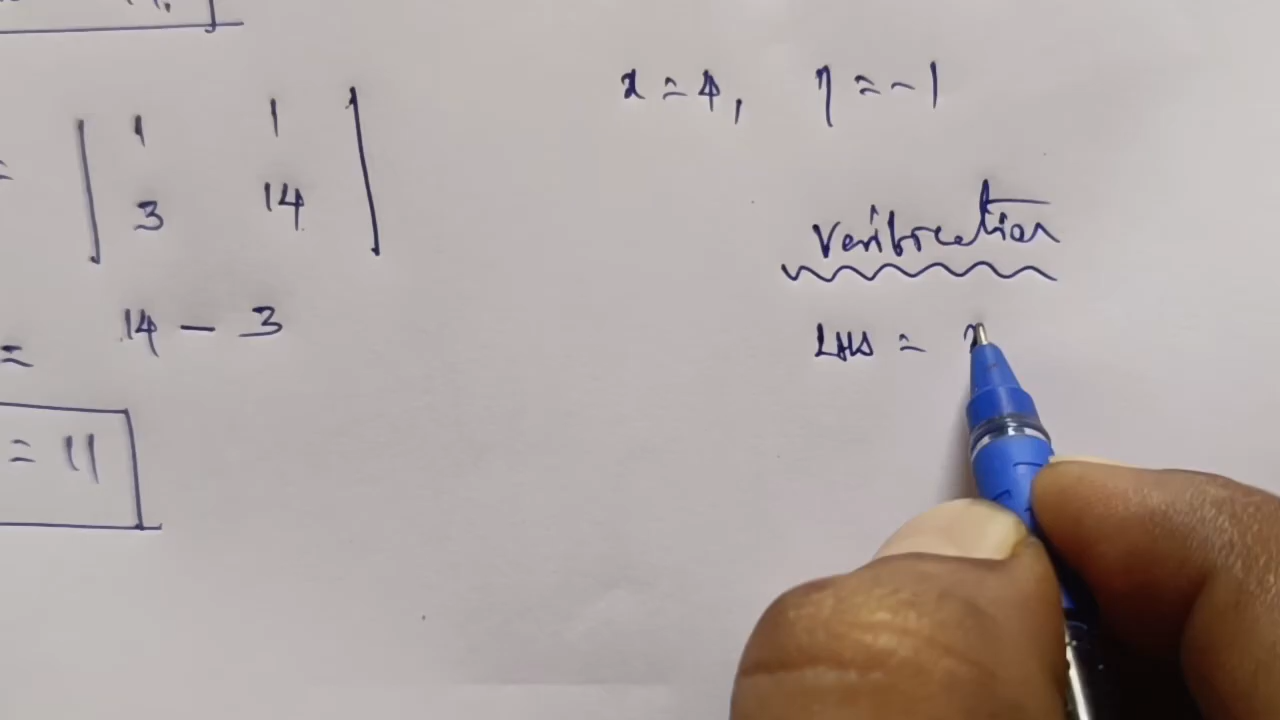 = | 1 1 |
| 3 14 |
= 14 - 3
= 11
x = 4, y = -1
Verification
LHS =